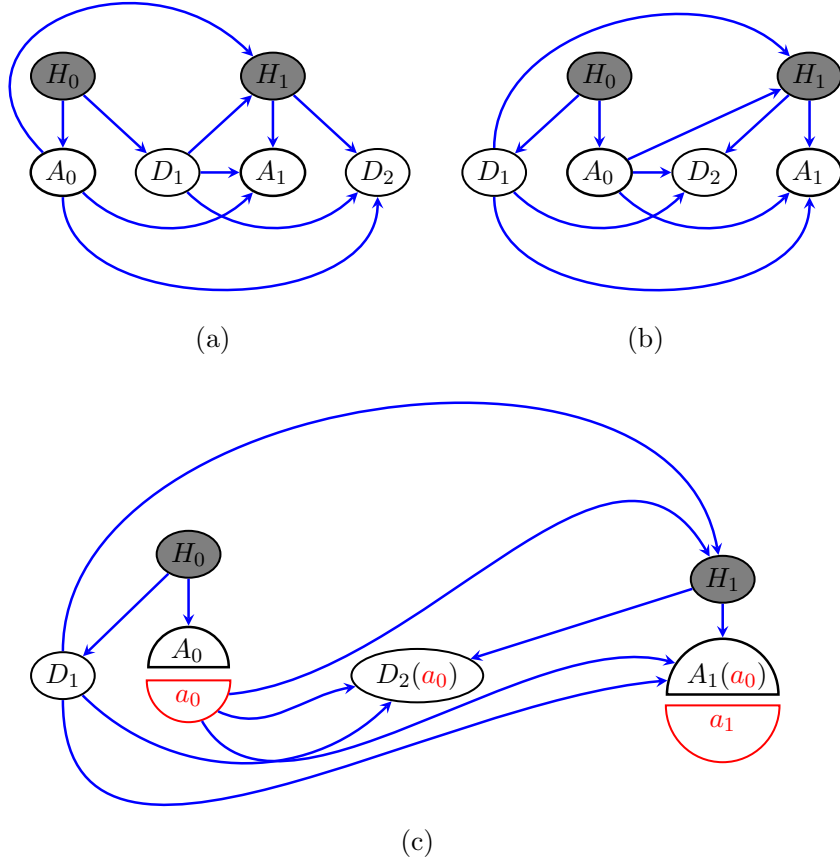 H₀ H₁ H₀ H₁
A₀ D₁ A₁ D₂ D₁ A₀ D₂ A₁
(a) (b)
H₀ H₁
A₀
D₁ a₀ D₂(a₀) A₁(a₀)
a₁
(c)